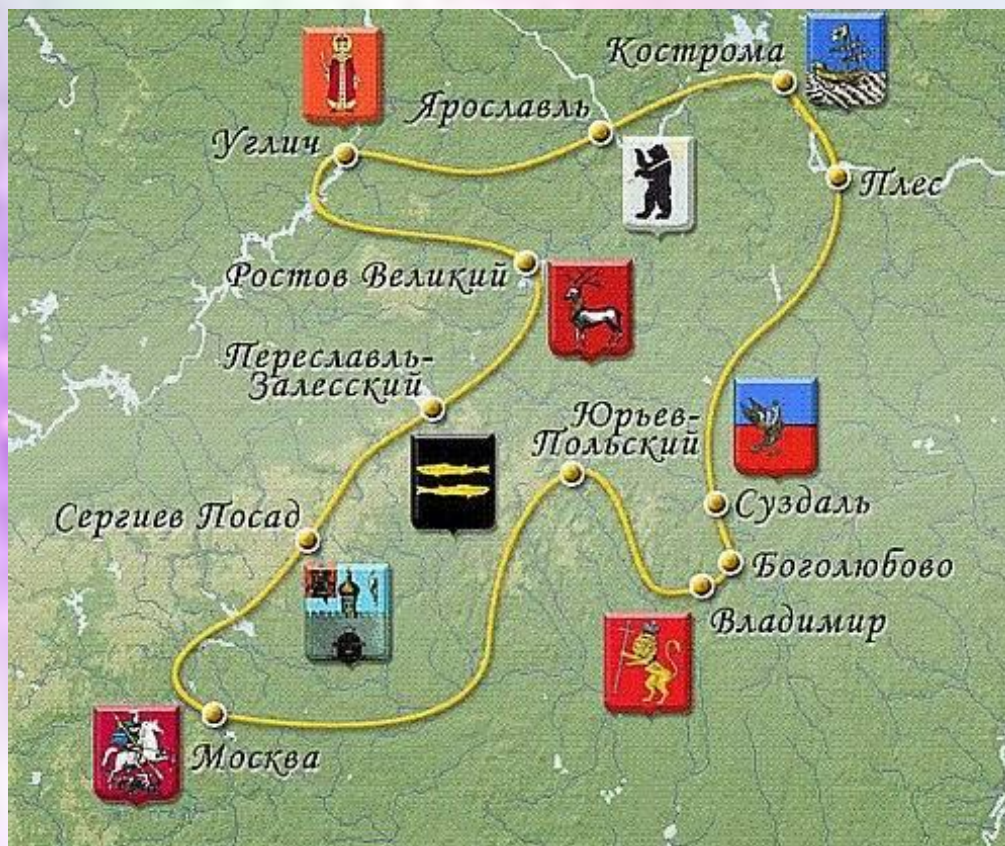 Кострома
Ярославль
Углич
Плес
Ростов Великий
Переславль-
Залесский
Юрьев-
Польский
Сергиев Посад
Суздаль
Боголюбово
Владимир
Москва